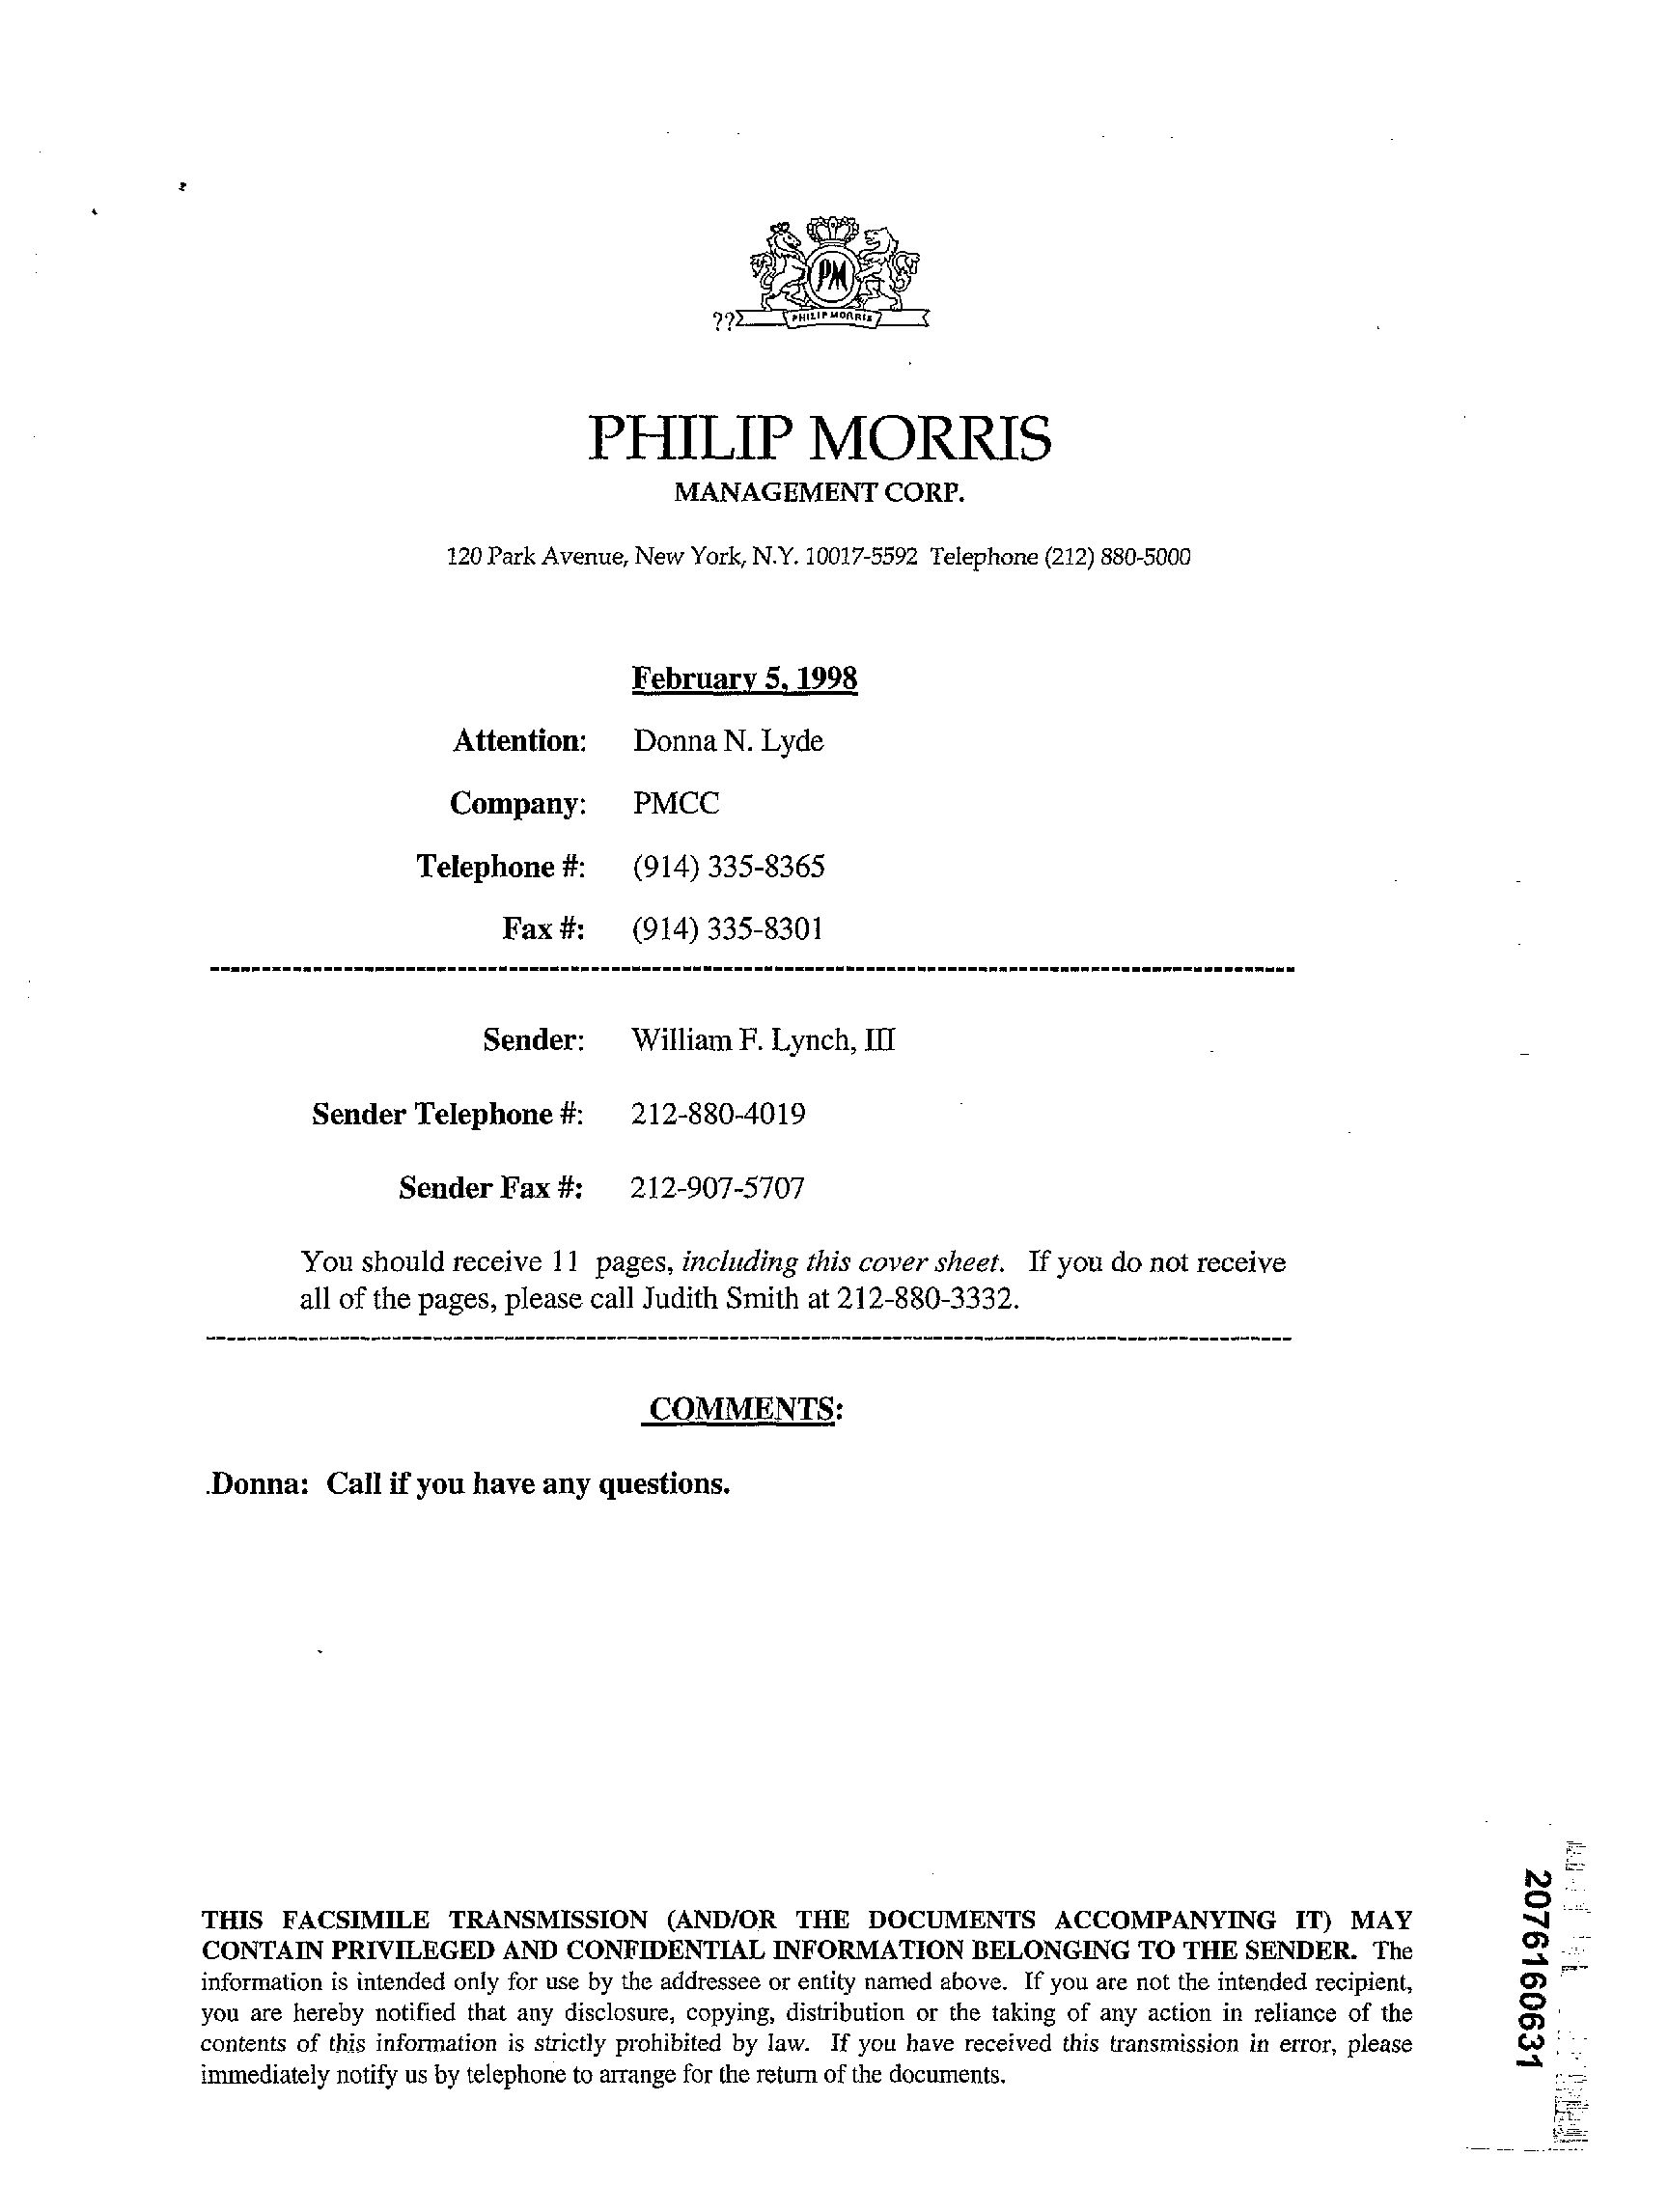 PM
??
PHILIP MORRIS
PHILIP MORRIS
MANAGEMENT CORP.
120 Park Avenue, New York, N.Y. 10017-5592 Telephone (212) 880-5000
February 5, 1998
Attention: Donna N. Lyde
Company: PMCC
Telephone #: (914) 335-8365
Fax #: (914) 335-8301
Sender: William F. Lynch, III
Sender Telephone #: 212-880-4019
Sender Fax #: 212-907-5707
You should receive 11 pages, including this cover sheet. If you do not receive
all of the pages, please call Judith Smith at 212-880-3332.
COMMENTS:
.Donna: Call if you have any questions.
THIS FACSIMILE TRANSMISSION (AND/OR THE DOCUMENTS ACCOMPANYING IT) MAY
CONTAIN PRIVILEGED AND CONFIDENTIAL INFORMATION BELONGING TO THE SENDER. The
information is intended only for use by the addressee or entity named above. If you are not the intended recipient,
you are hereby notified that any disclosure, copying, distribution or the taking of any action in reliance of the
contents of this information is strictly prohibited by law. If you have received this transmission in error, please
immediately notify us by telephone to arrange for the return of the documents.
2076160631